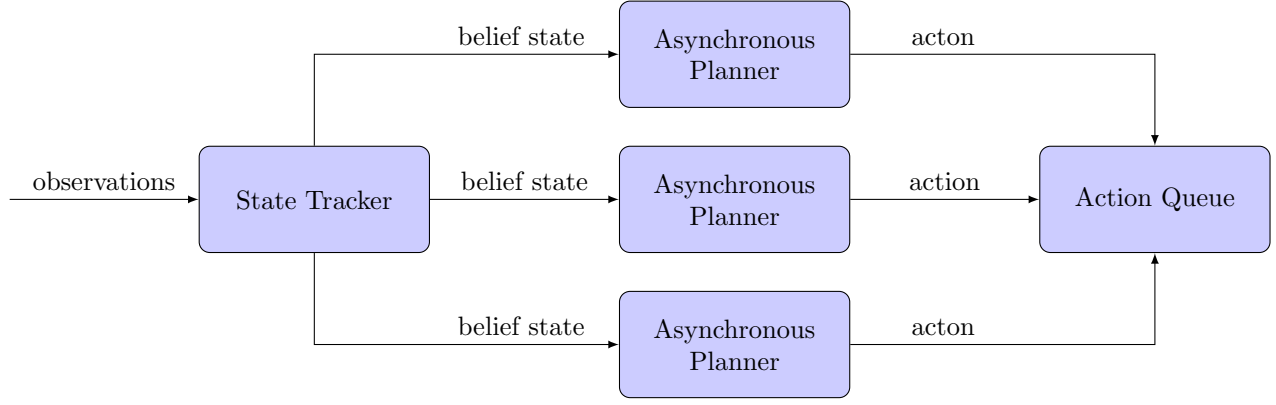 belief state
Asynchronous
Planner
acton
observations
State Tracker
belief state
Asynchronous
Planner
action
Action Queue
belief state
Asynchronous
Planner
acton